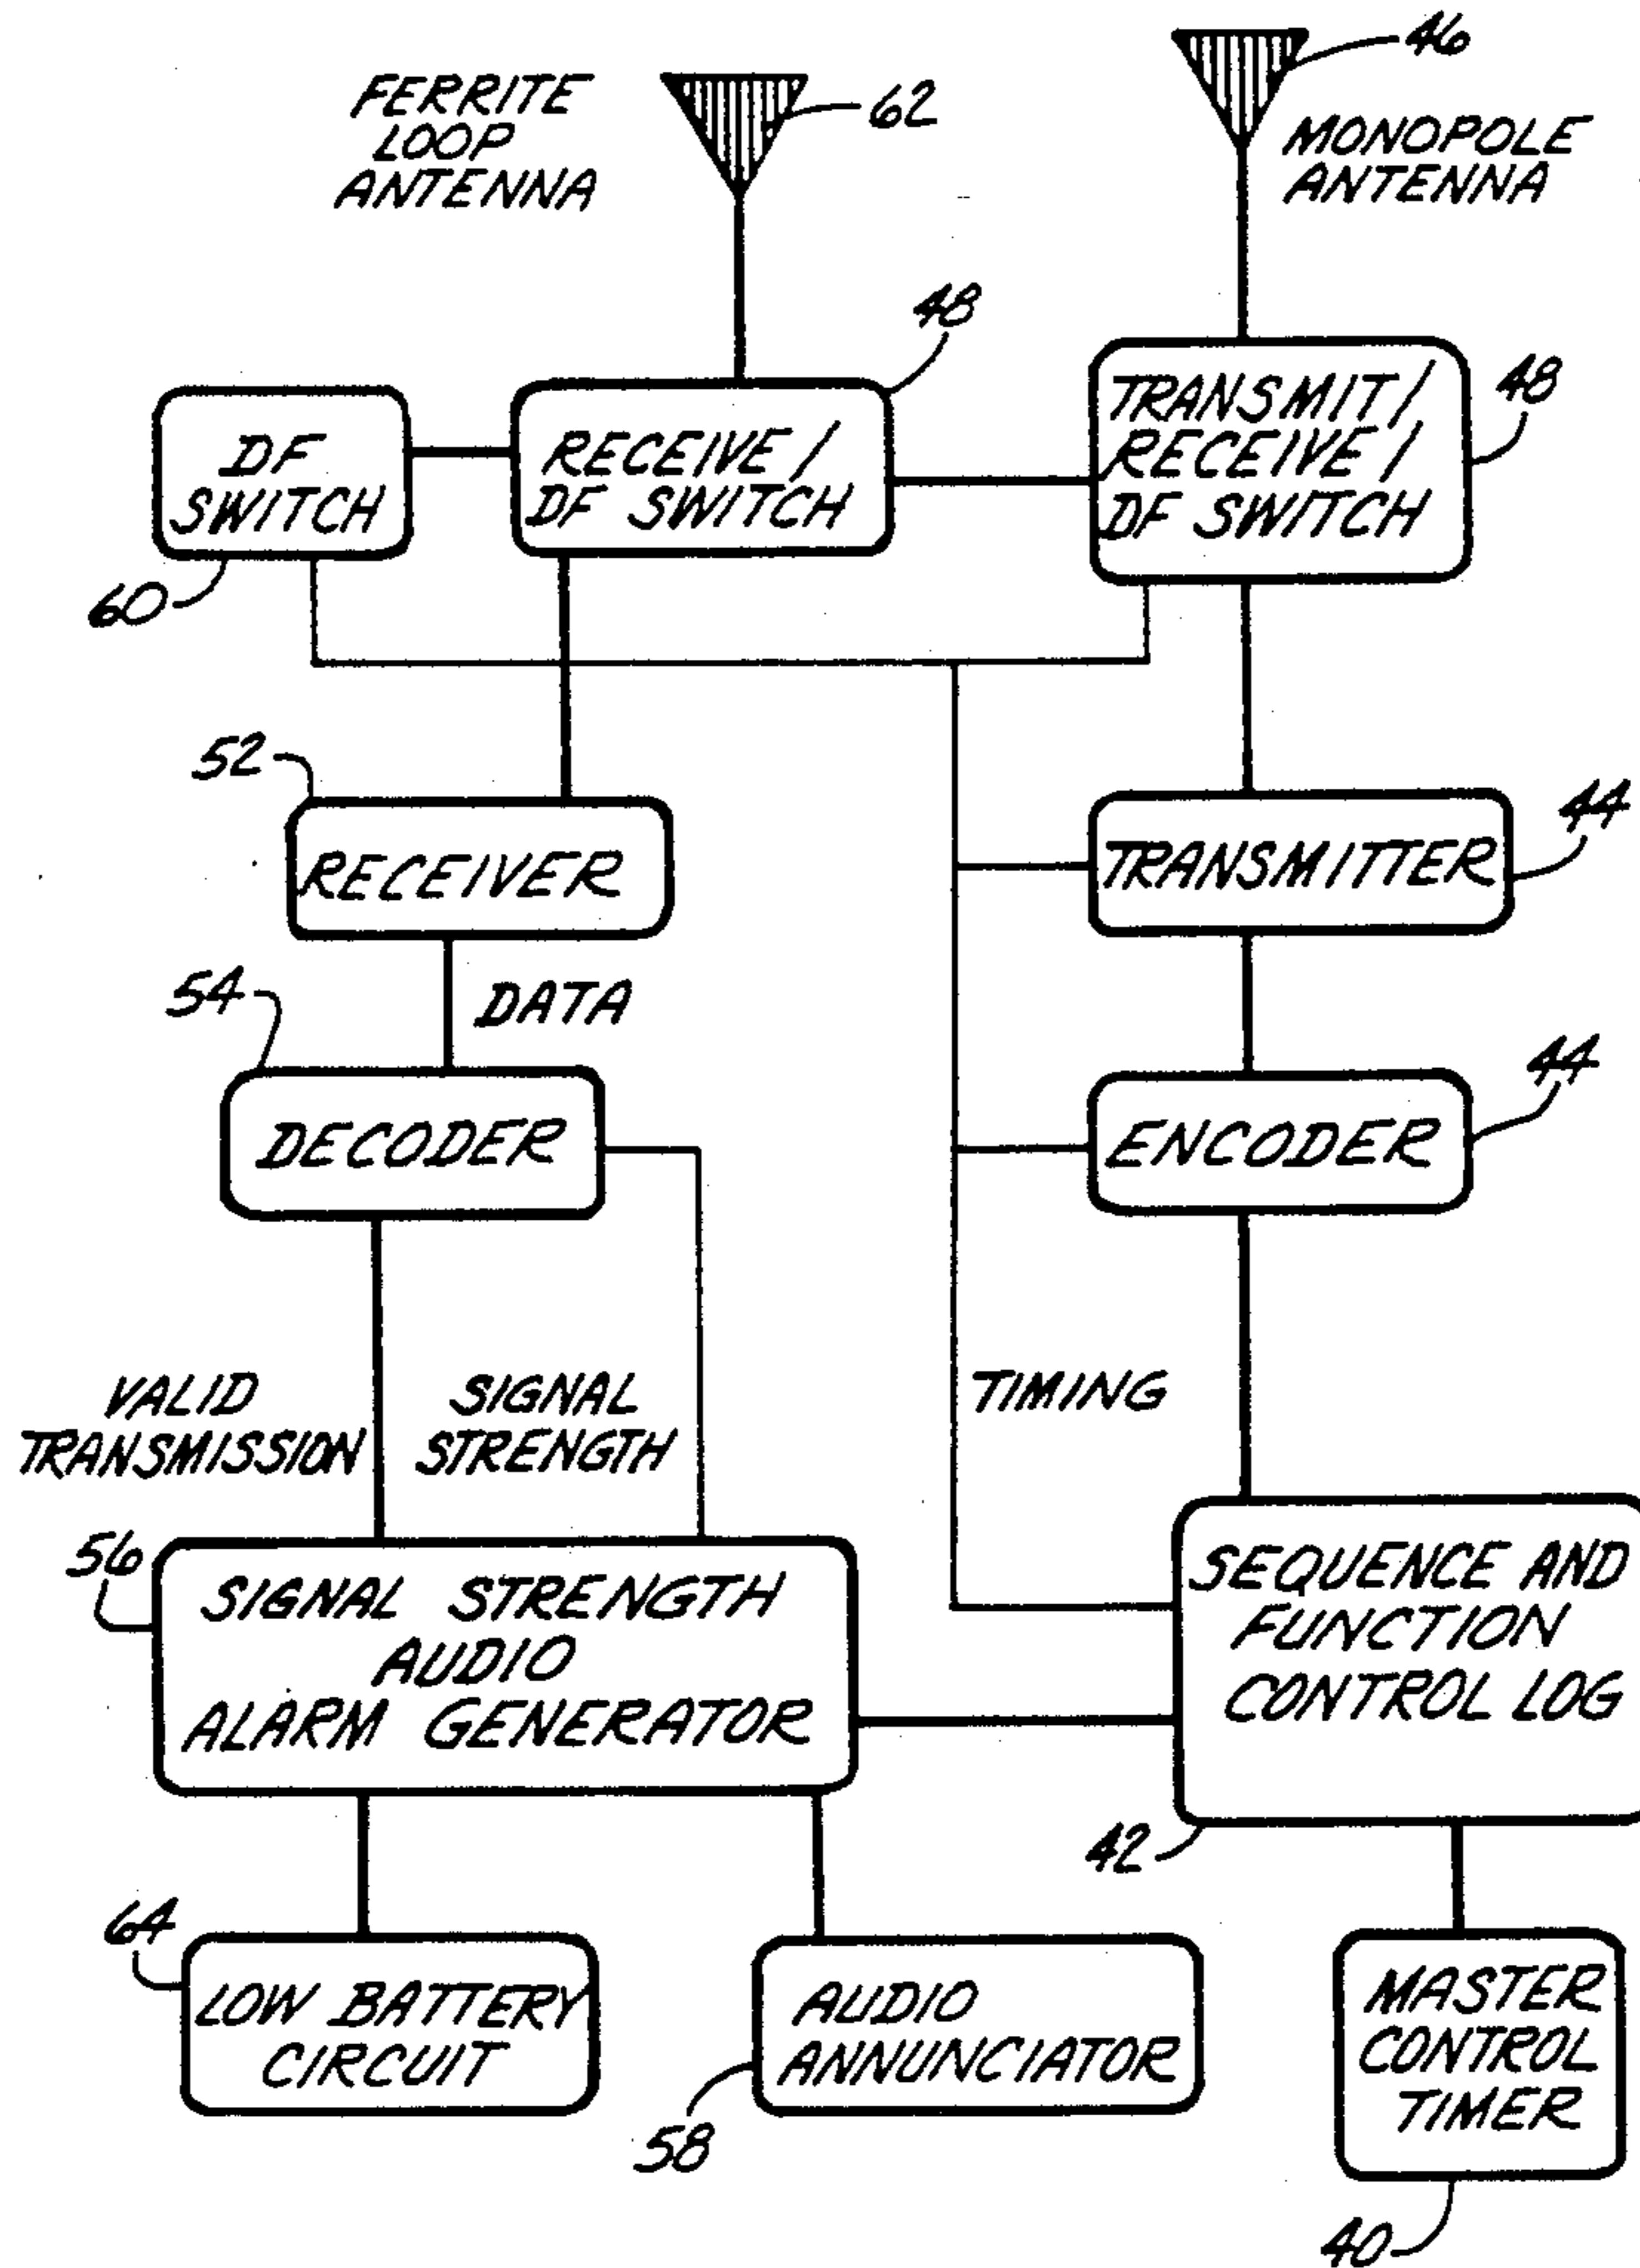 46
FERRITE
LOOP
ANTENNA
62
MONOPOLE
ANTENNA
48
DF
SWITCH
60
RECEIVE /
DF SWITCH
TRANSMIT /
RECEIVE /
DF SWITCH
48
52
RECEIVER
TRANSMITTER
44
DATA
54
DECODER
ENCODER
44
VALID
TRANSMISSION
SIGNAL
STRENGTH
TIMING
56
SIGNAL STRENGTH
AUDIO
ALARM GENERATOR
SEQUENCE AND
FUNCTION
CONTROL LOG
42
64
LOW BATTERY
CIRCUIT
AUDIO
ANNUNCIATOR
58
MASTER
CONTROL
TIMER
40